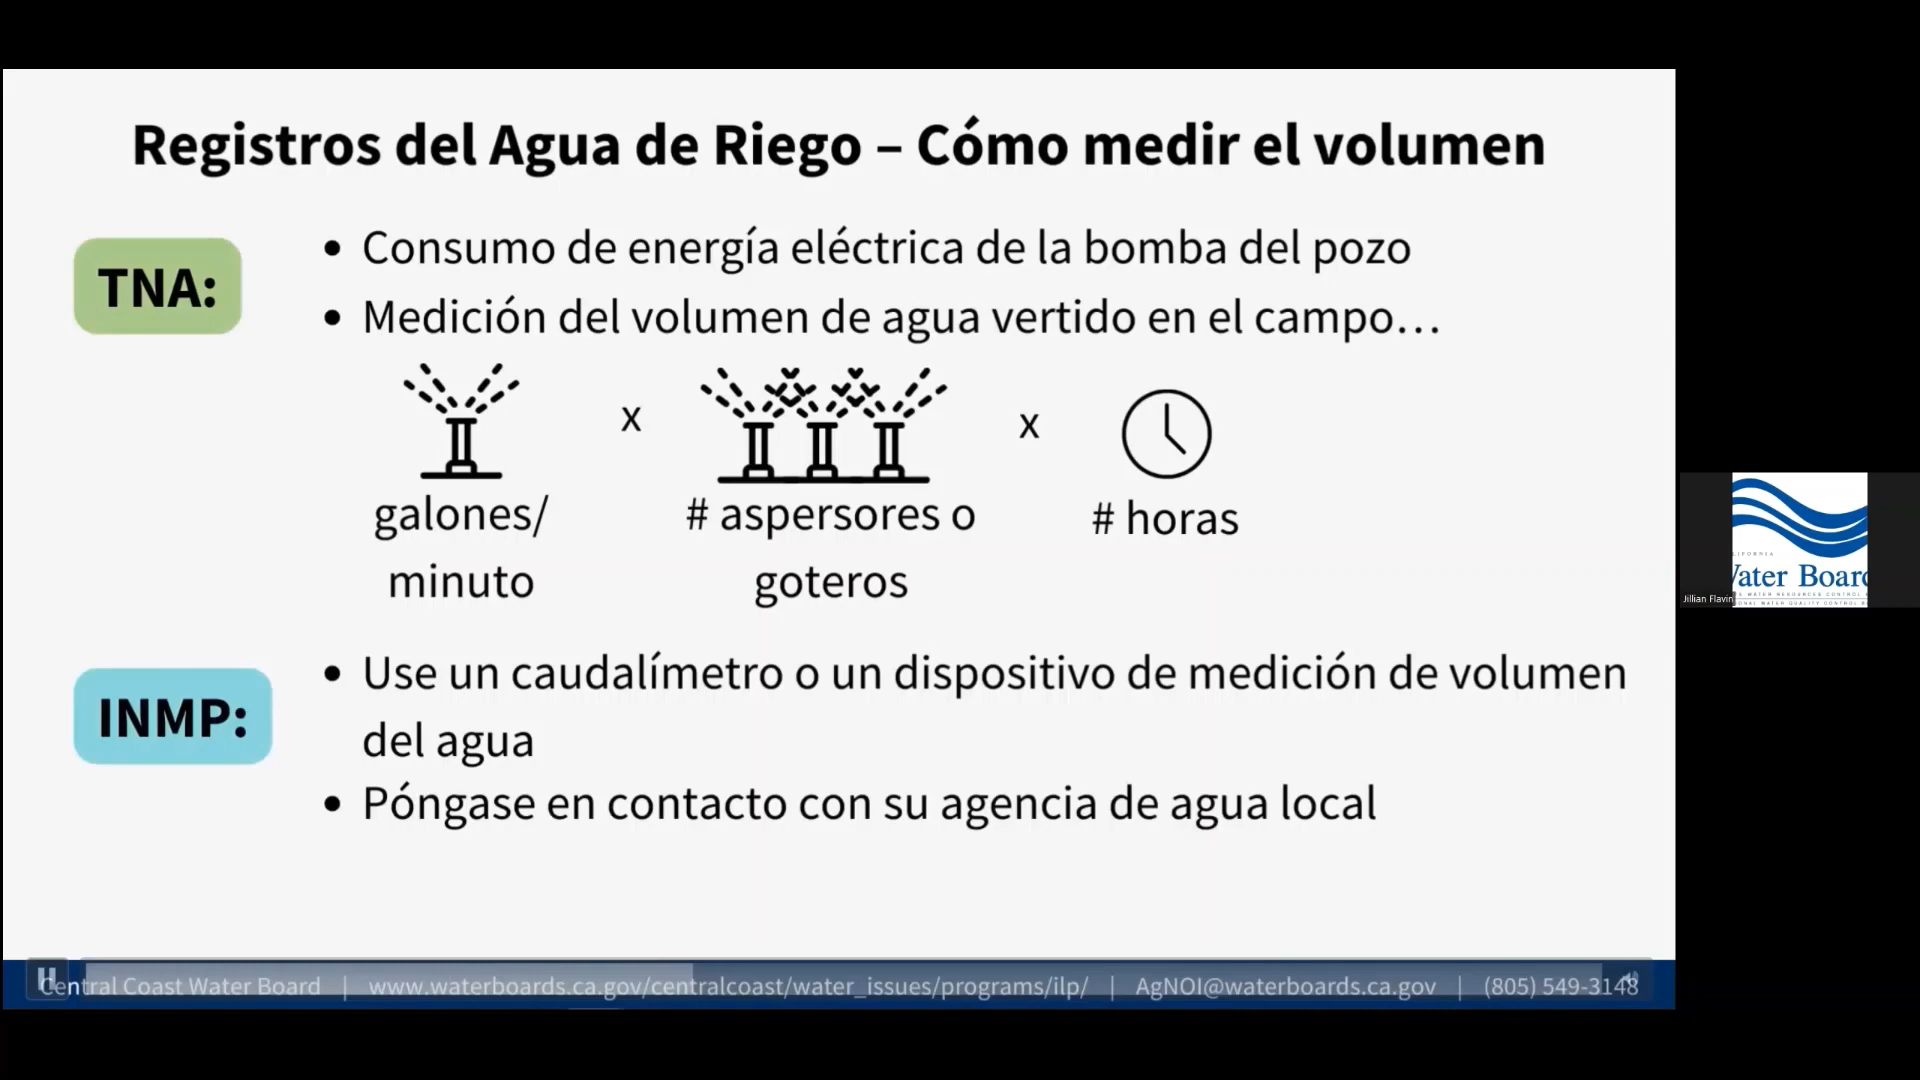 Registros del Agua de Riego – Cómo medir el volumen
TNA:
• Consumo de energía eléctrica de la bomba del pozo
• Medición del volumen de agua vertido en el campo…
x
x
galones/
minuto
# aspersores o
goteros
# horas
INMP:
• Use un caudalímetro o un dispositivo de medición de volumen
del agua
• Póngase en contacto con su agencia de agua local
Central Coast Water Board | www.waterboards.ca.gov/centralcoast/water_issues/programs/ilp/ | AgNOI@waterboards.ca.gov | (805) 549-3148
Water Board
Jillian Flavin